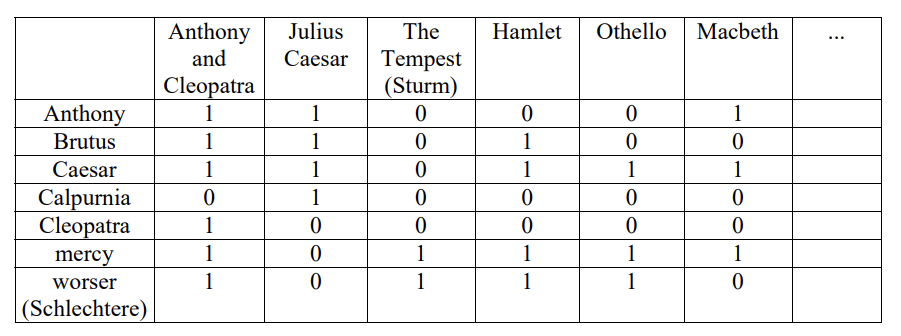 Anthony and Cleopatra Julius Caesar The Tempest (Sturm) Hamlet Othello Macbeth ...
Anthony 1 1 0 0 0 1
Brutus 1 1 0 1 0 0
Caesar 1 1 0 1 1 1
Calpurnia 0 1 0 0 0 0
Cleopatra 1 0 0 0 0 0
mercy 1 0 1 1 1 1
worser (Schlechtere) 1 0 1 1 1 0